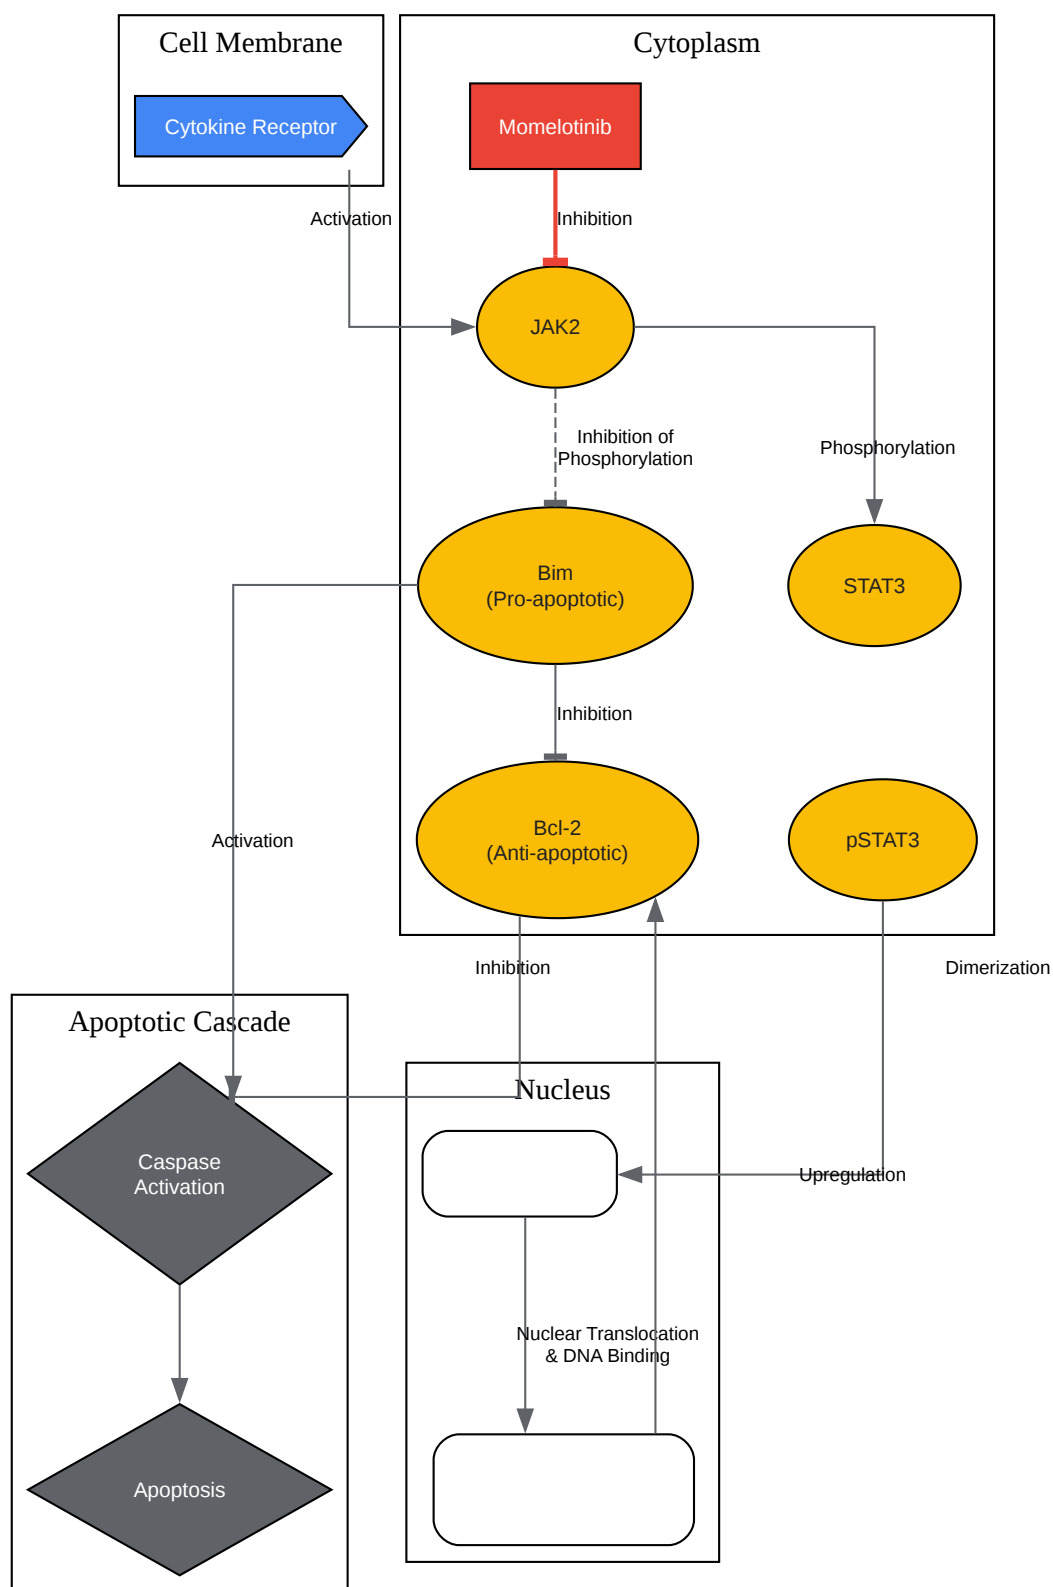 Cell Membrane
Cytoplasm
Cytokine Receptor
Momelotinib
Activation
Inhibition
JAK2
Inhibition of
Phosphorylation
Phosphorylation
Bim
(Pro-apoptotic)
STAT3
Inhibition
Activation
Bcl-2
(Anti-apoptotic)
pSTAT3
Inhibition
Dimerization
Apoptotic Cascade
Nucleus
Caspase
Activation
Upregulation
Nuclear Translocation
& DNA Binding
Apoptosis